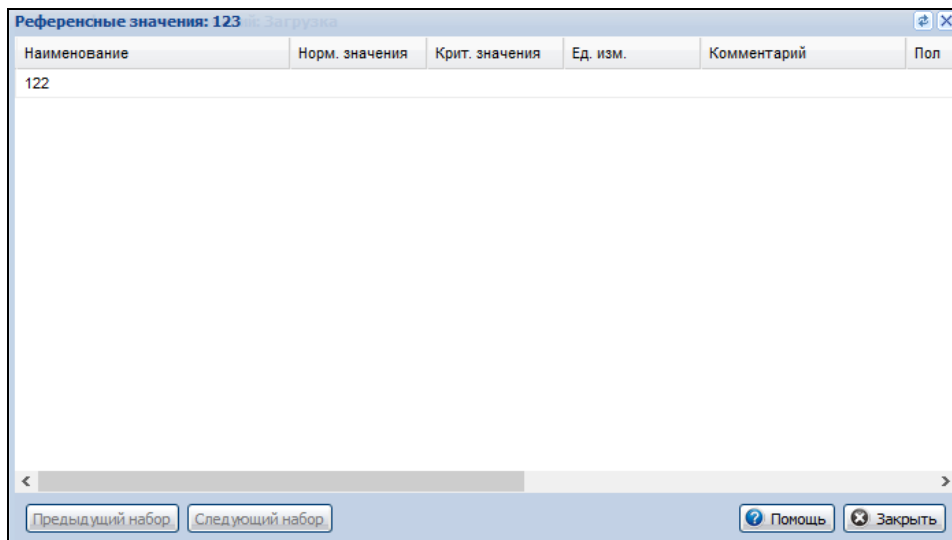 Референсные значения: 123 й: Загрузка
Наименование Норм. значения Крит. значения Ед. изм. Комментарий Пол
122
Предыдущий набор Следующий набор Помощь Закрыть